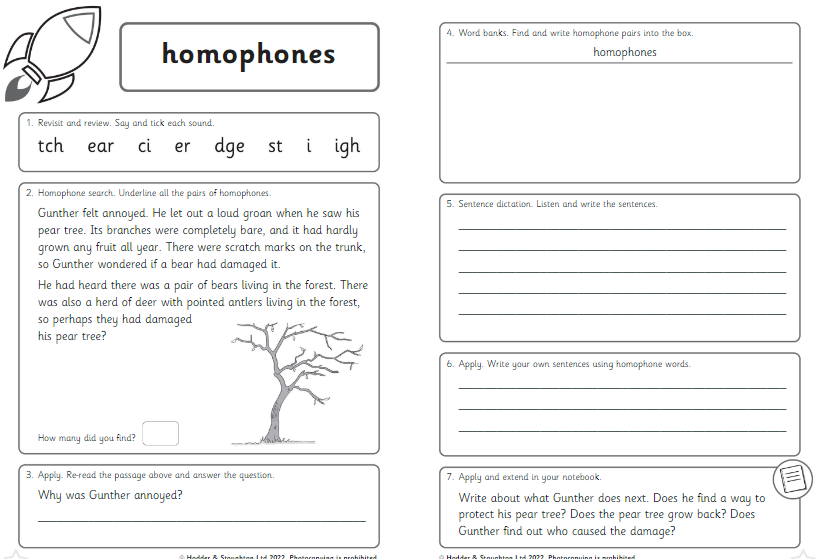 homophones
1. Revisit and review. Say and tick each sound.
tch ear ci er dge st i igh
2. Homophone search. Underline all the pairs of homophones.
Gunther felt annoyed. He let out a loud groan when he saw his
pear tree. Its branches were completely bare, and it had hardly
grown any fruit all year. There were scratch marks on the trunk,
so Gunther wondered if a bear had damaged it.
He had heard there was a pair of bears living in the forest. There
was also a herd of deer with pointed antlers living in the forest,
so perhaps they had damaged
his pear tree?
How many did you find?
3. Apply. Re-read the passage above and answer the question.
Why was Gunther annoyed?
© Hodder & Stoughton Ltd 2022. Photocopying is prohibited.
4. Word banks. Find and write homophone pairs into the box.
homophones
5. Sentence dictation. Listen and write the sentences.
6. Apply. Write your own sentences using homophone words.
7. Apply and extend in your notebook.
Write about what Gunther does next. Does he find a way to
protect his pear tree? Does the pear tree grow back? Does
Gunther find out who caused the damage?
© Hodder & Stoughton Ltd 2022. Photocopying is prohibited.